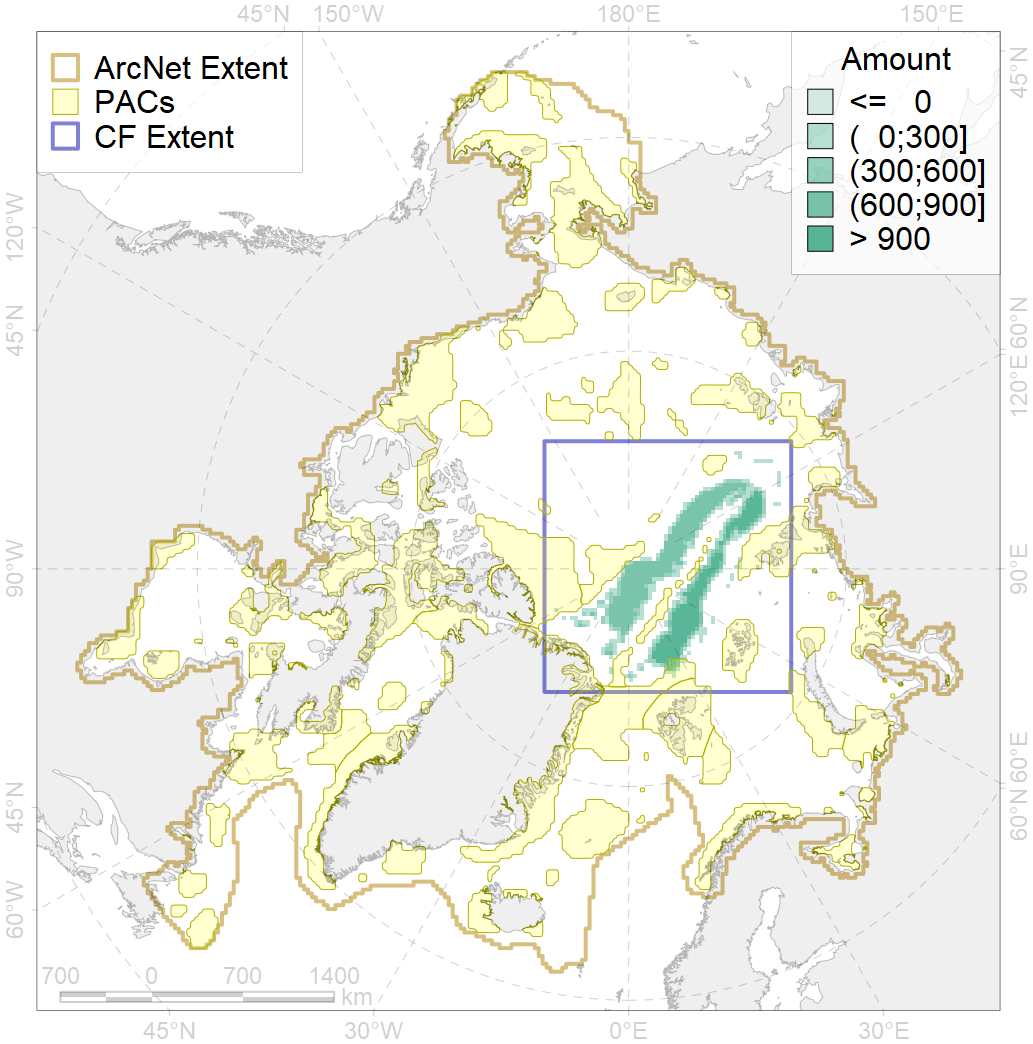 45°N 150°W 180°E 150°E
ArcNet Extent
PACs
CF Extent
Amount
<= 0
( 0;300]
(300;600]
(600;900]
> 900
45°N
120°W
45°N
90°W
45°N
60°W
60°N
120°E
90°E
60°E
60°N
700 0 700 1400
km
45°N 30°W 0°E 30°E